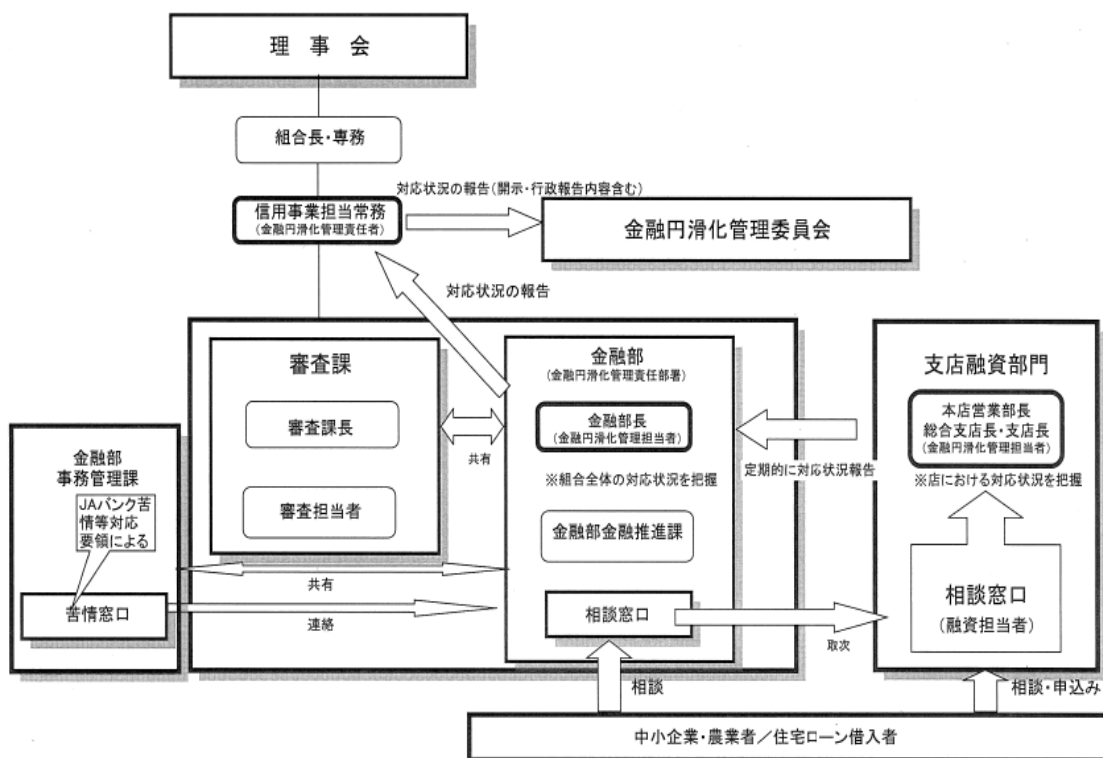 理事会
組合長・専務
対応状況の報告(開示・行政報告内容含む)
信用事業担当常務
(金融円滑化管理責任者)
金融円滑化管理委員会
対応状況の報告
審査課
審査課長
審査担当者
共有
金融部
(金融円滑化管理責任部署)
金融部長
(金融円滑化管理担当者)
※組合全体の対応状況を把握
金融部金融推進課
相談窓口
定期的に対応状況報告
支店融資部門
本店営業部長
総合支店長・支店長
(金融円滑化管理担当者)
※店における対応状況を把握
相談窓口
(融資担当者)
金融部
事務管理課
JAバンク苦
情等対応
要領による
苦情窓口
共有
連絡
取次
相談
相談・申込み
中小企業・農業者/住宅ローン借入者